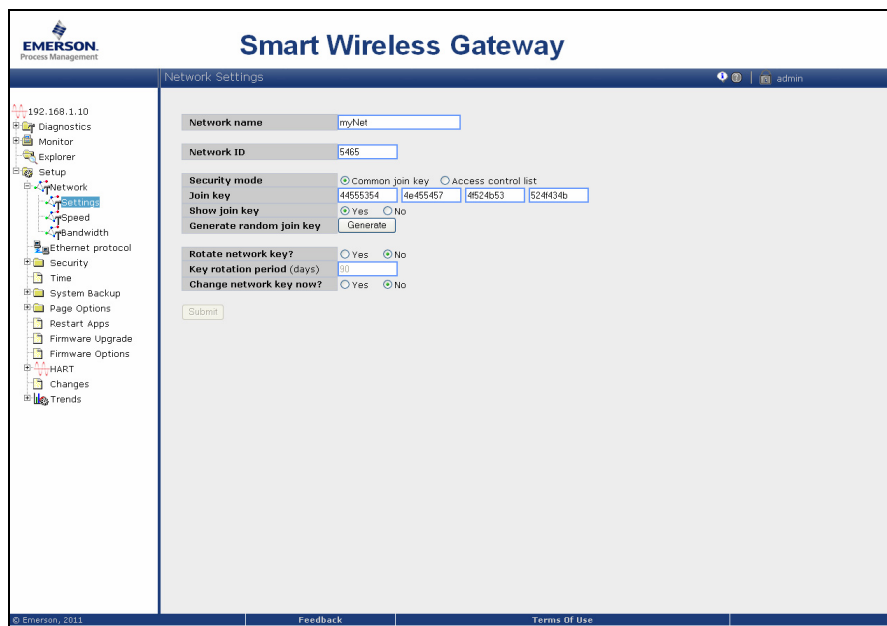 EMERSON.
Process Management
Smart Wireless Gateway
Network Settings
admin
192.168.1.10
Diagnostics
Monitor
Explorer
Setup
Network
Settings
Speed
Bandwidth
Ethernet protocol
Security
Time
System Backup
Page Options
Restart Apps
Firmware Upgrade
Firmware Options
HART
Changes
Trends
Network name myNet
Network ID 5465
Security mode Common join key Access control list
Join key 44555354 4e455457 4f524b53 524f434b
Show join key Yes No
Generate random join key Generate
Rotate network key? Yes No
Key rotation period (days) 90
Change network key now? Yes No
Submit
© Emerson, 2011 Feedback Terms Of Use